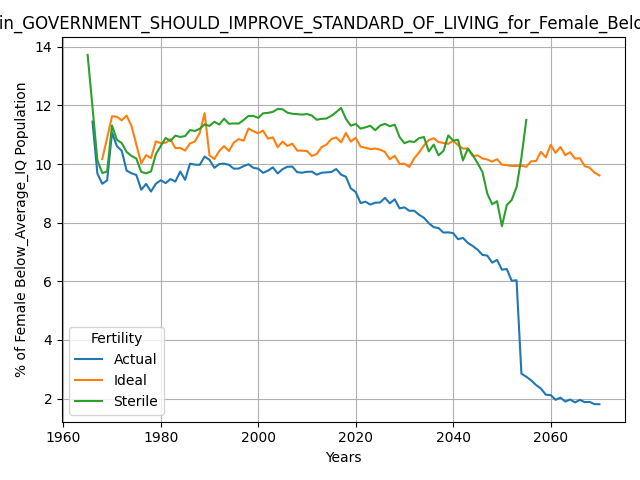 in_GOVERNMENT_SHOULD_IMPROVE_STANDARD_OF_LIVING_for_Female_Belo
% of Female Below_Average_IQ Population
14
12
10
8
6
4
2
Fertility
Actual
Ideal
Sterile
1960 1980 2000 2020 2040 2060
Years